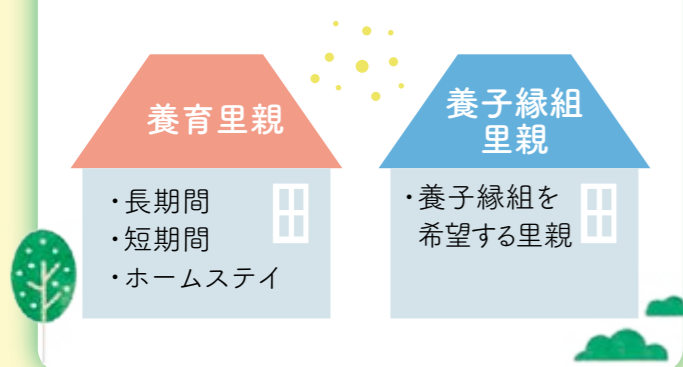 養育里親
・長期間
・短期間
・ホームステイ
養子縁組
里親
・養子縁組を
希望する里親